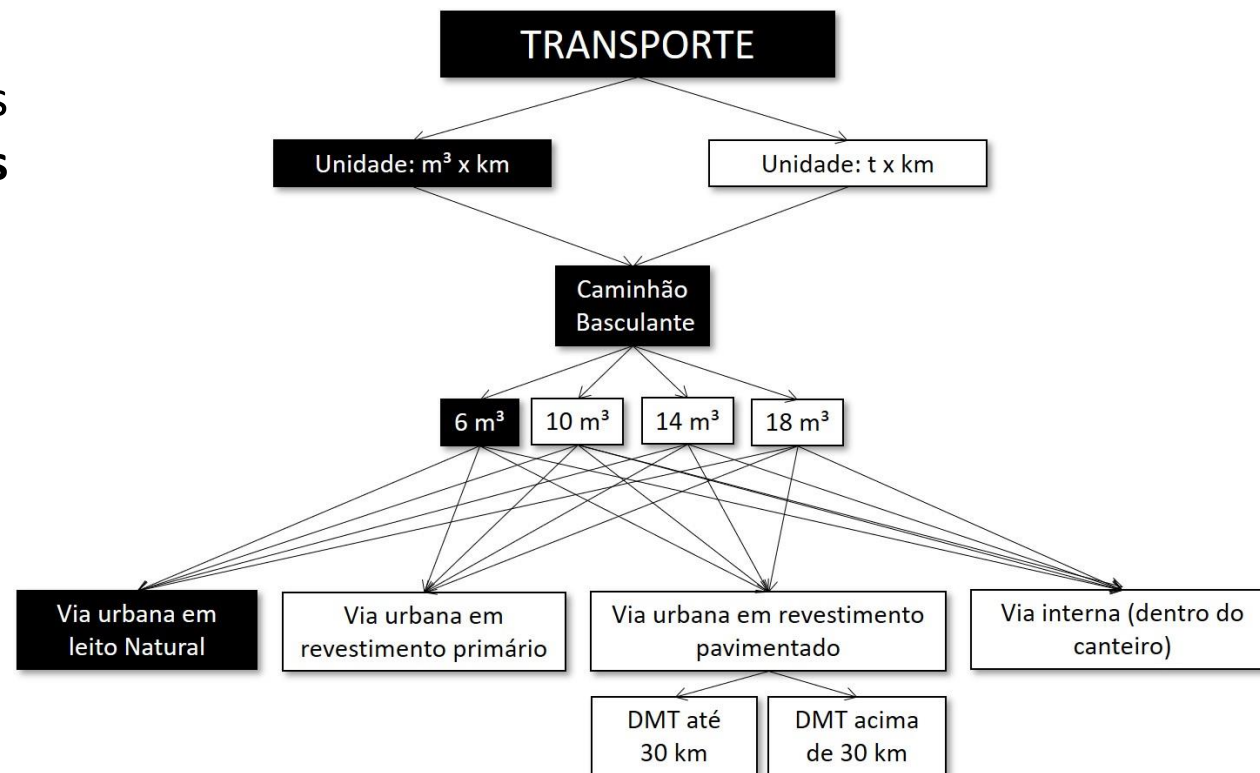 TRANSPORTE
s
s
Unidade: m³ x km
Unidade: t x km
Caminhão
Basculante
6 m³
10 m³
14 m³
18 m³
Via urbana em
leito Natural
Via urbana em
revestimento primário
Via urbana em revestimento
pavimentado
Via interna (dentro do
canteiro)
DMT até
30 km
DMT acima
de 30 km